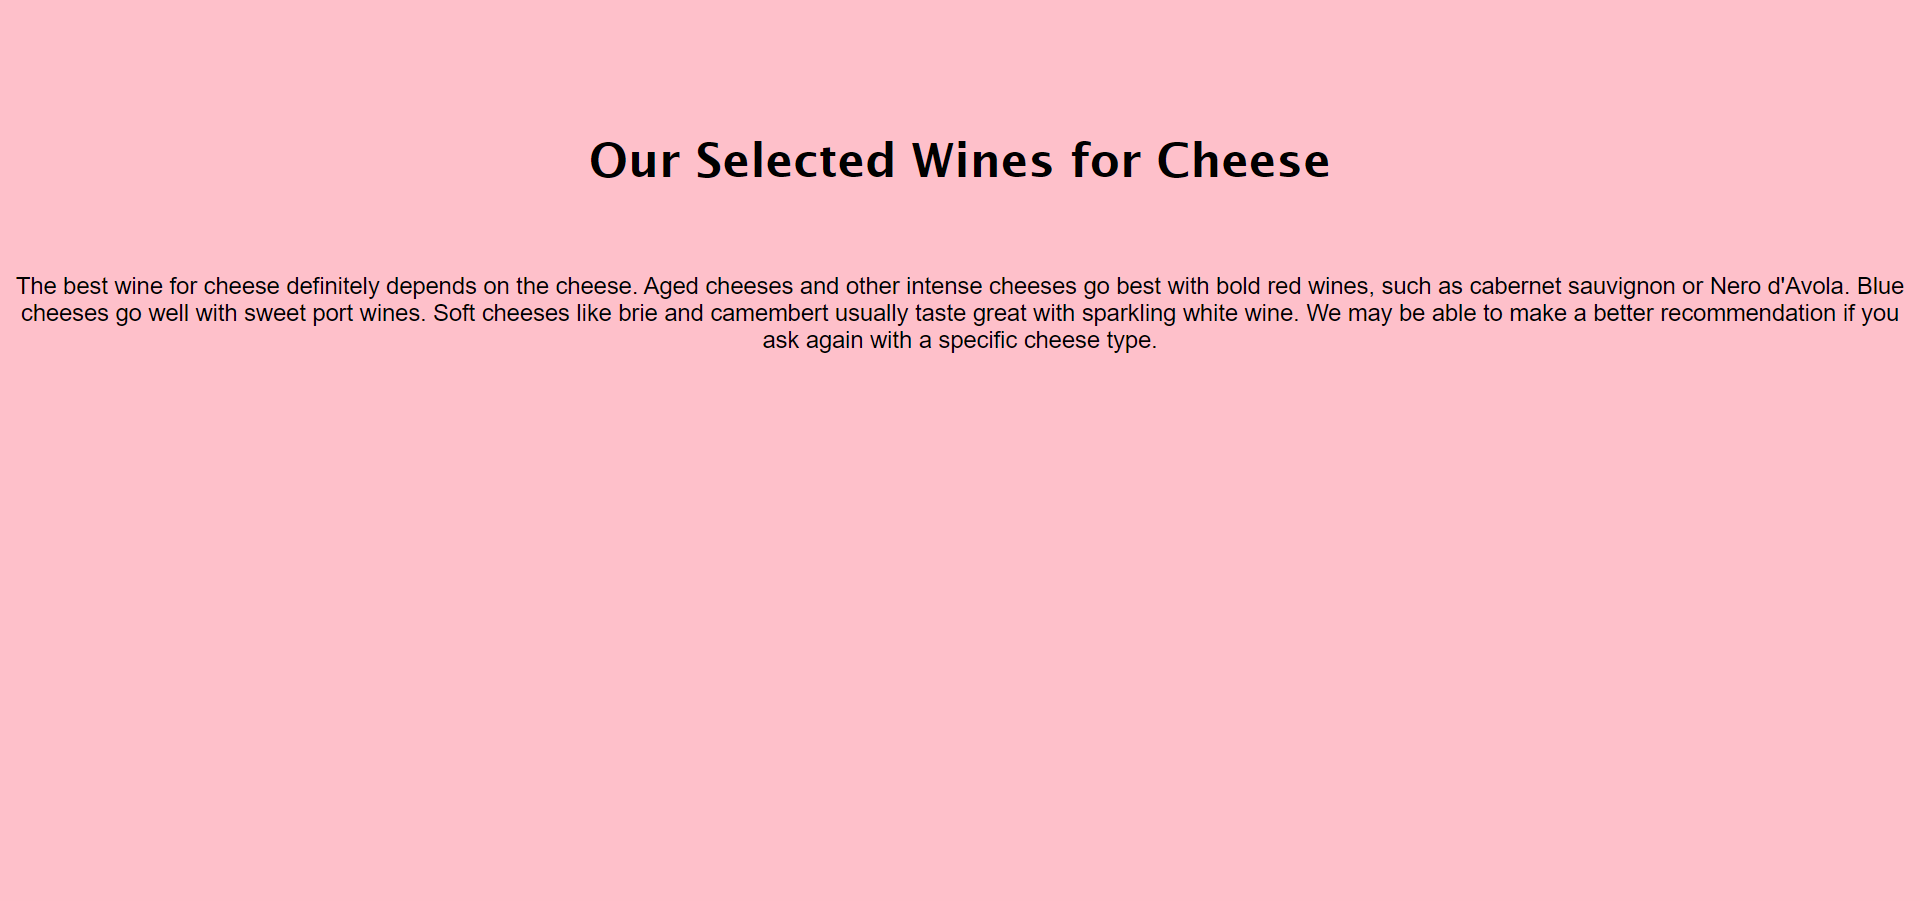 Our Selected Wines for Cheese
The best wine for cheese definitely depends on the cheese. Aged cheeses and other intense cheeses go best with bold red wines, such as cabernet sauvignon or Nero d'Avola. Blue
cheeses go well with sweet port wines. Soft cheeses like brie and camembert usually taste great with sparkling white wine. We may be able to make a better recommendation if you
ask again with a specific cheese type.